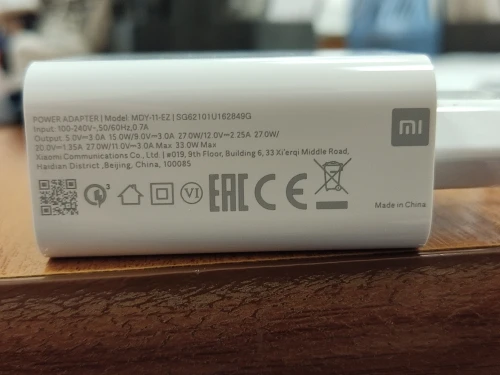 POWER ADAPTER | Model: MDY-11-EZ | SG62101U162849G
Input: 100-240V~,50/60Hz,0.7A
Output: 5.0V⎓3.0A 15.0W/9.0V⎓3.0A 27.0W/12.0V⎓2.25A 27.0W/
20.0V⎓1.35A 27.0W/11.0V⎓3.0A Max 33.0W Max
Xiaomi Communications Co., Ltd. | #019, 9th Floor, Building 6, 33 Xi'erqi Middle Road,
Haidian District ,Beijing, China, 100085
mi
3
VI
EAC
CE
Made in China